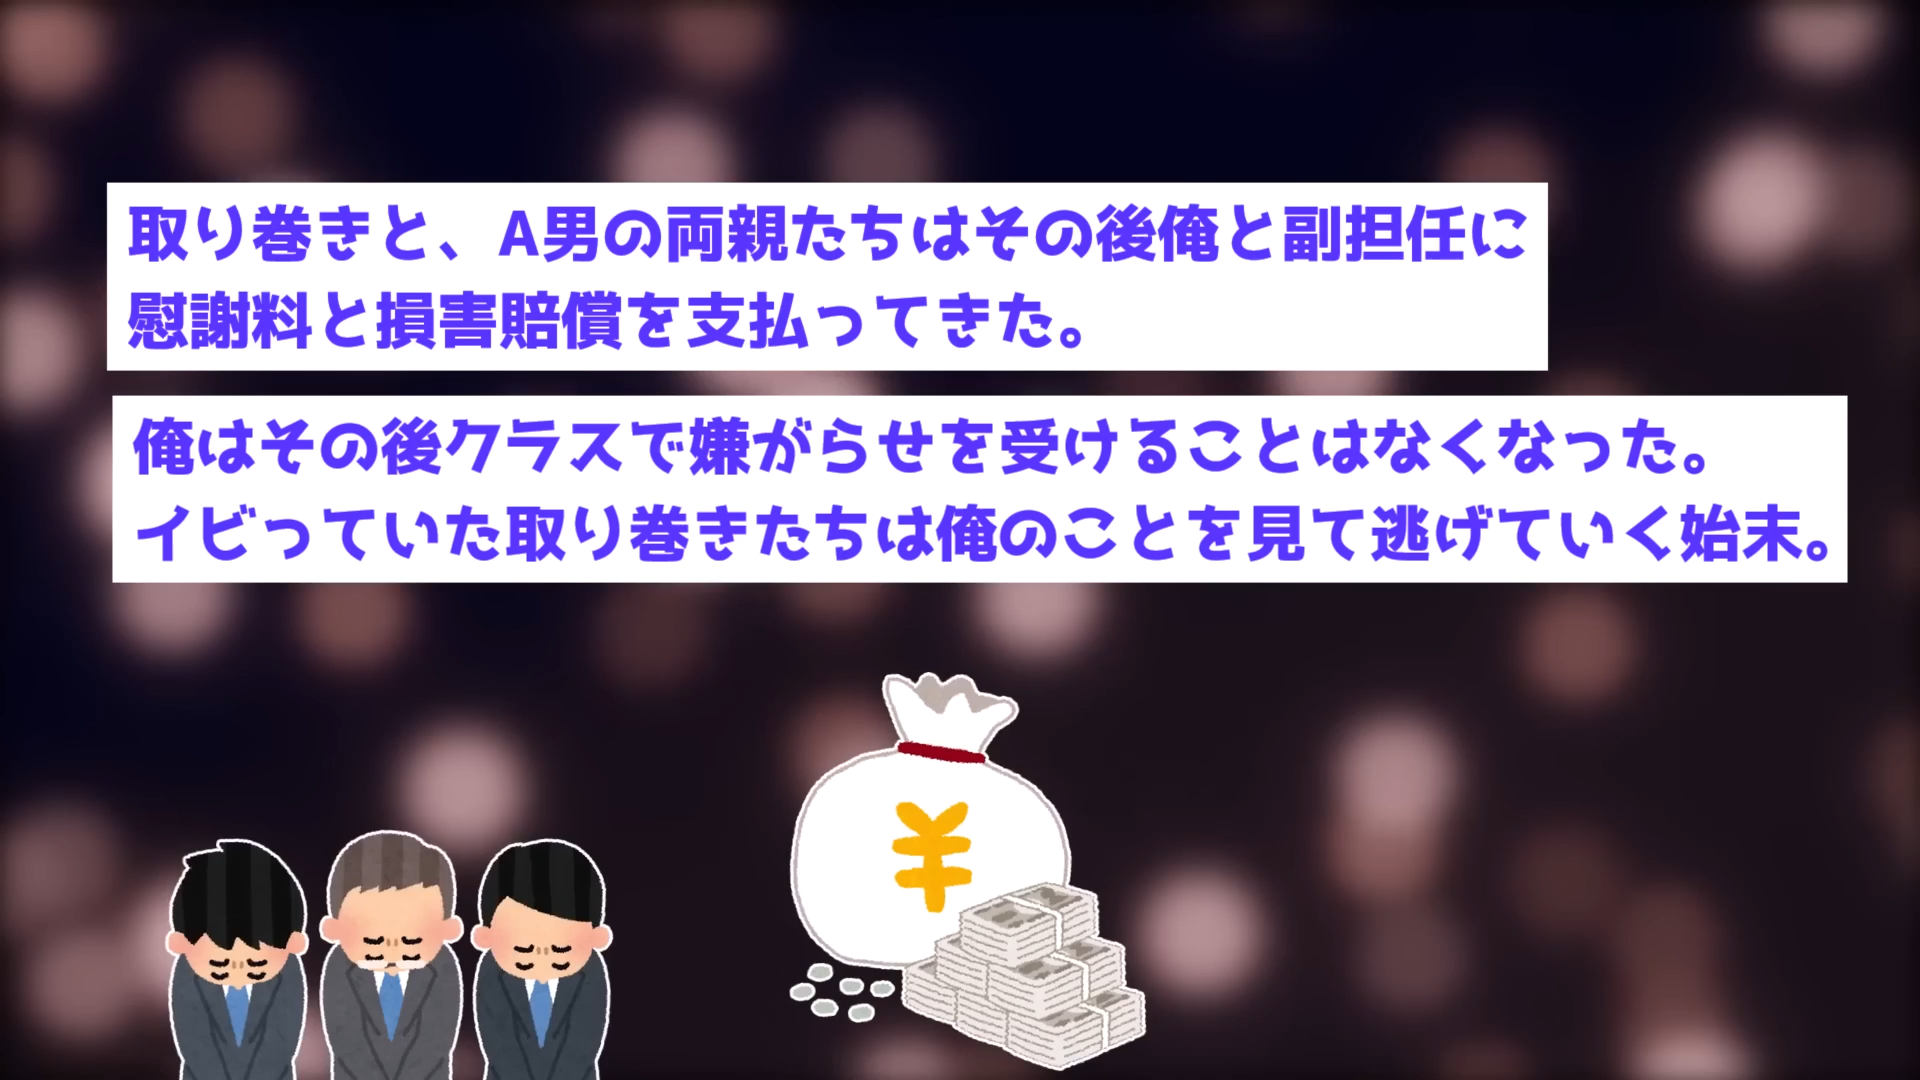 取り巻きと、A男の両親たちはその後俺と副担任に
慰謝料と損害賠償を支払ってきた。
俺はその後クラスで嫌がらせを受けることはなくなった。
イビっていた取り巻きたちは俺のことを見て逃げていく始末。
¥